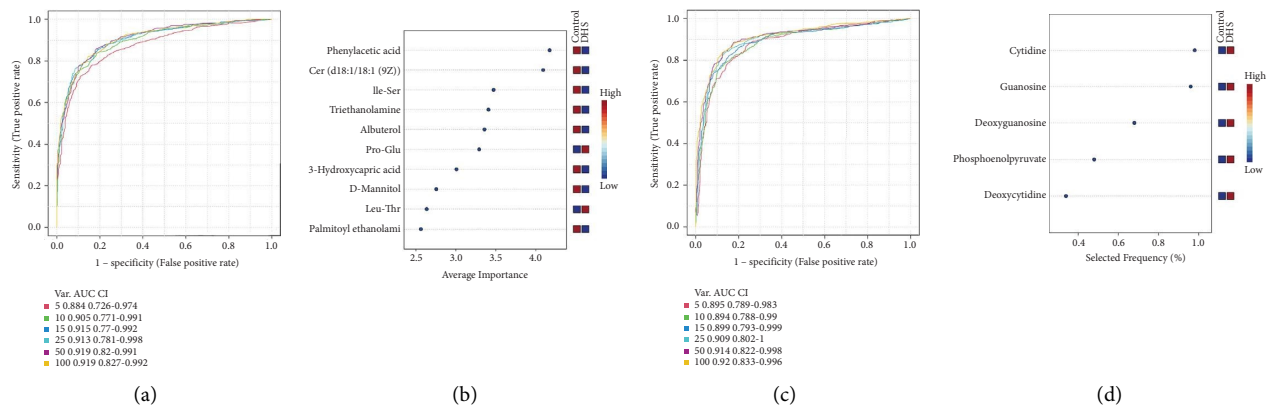 1.0
0.8
0.6
0.4
0.2
0.0
Sensitivity (True positive rate)
0.0 0.2 0.4 0.6 0.8 1.0
1 – specificity (False positive rate)
Var. AUC CI
5 0.884 0.726-0.974
10 0.905 0.771-0.991
15 0.915 0.77-0.992
25 0.913 0.781-0.998
50 0.919 0.82-0.991
100 0.919 0.827-0.992
(a)
Control
DHS
Phenylacetic acid
Cer (d18:1/18:1 (9Z))
Ile-Ser
Triethanolamine
Albuterol
Pro-Glu
3-Hydroxycapric acid
D-Mannitol
Leu-Thr
Palmitoyl ethanolami
High
Low
2.5 3.0 3.5 4.0
Average Importance
(b)
1.0
0.8
0.6
0.4
0.2
0.0
Sensitivity (True positive rate)
0.0 0.2 0.4 0.6 0.8 1.0
1 – specificity (False positive rate)
Var. AUC CI
5 0.895 0.789-0.983
10 0.894 0.788-0.99
15 0.899 0.793-0.999
25 0.909 0.802-1
50 0.914 0.822-0.998
100 0.92 0.833-0.996
(c)
Control
DHS
Cytidine
Guanosine
Deoxyguanosine
Phosphoenolpyruvate
Deoxycytidine
High
Low
0.4 0.6 0.8 1.0
Selected Frequency (%)
(d)